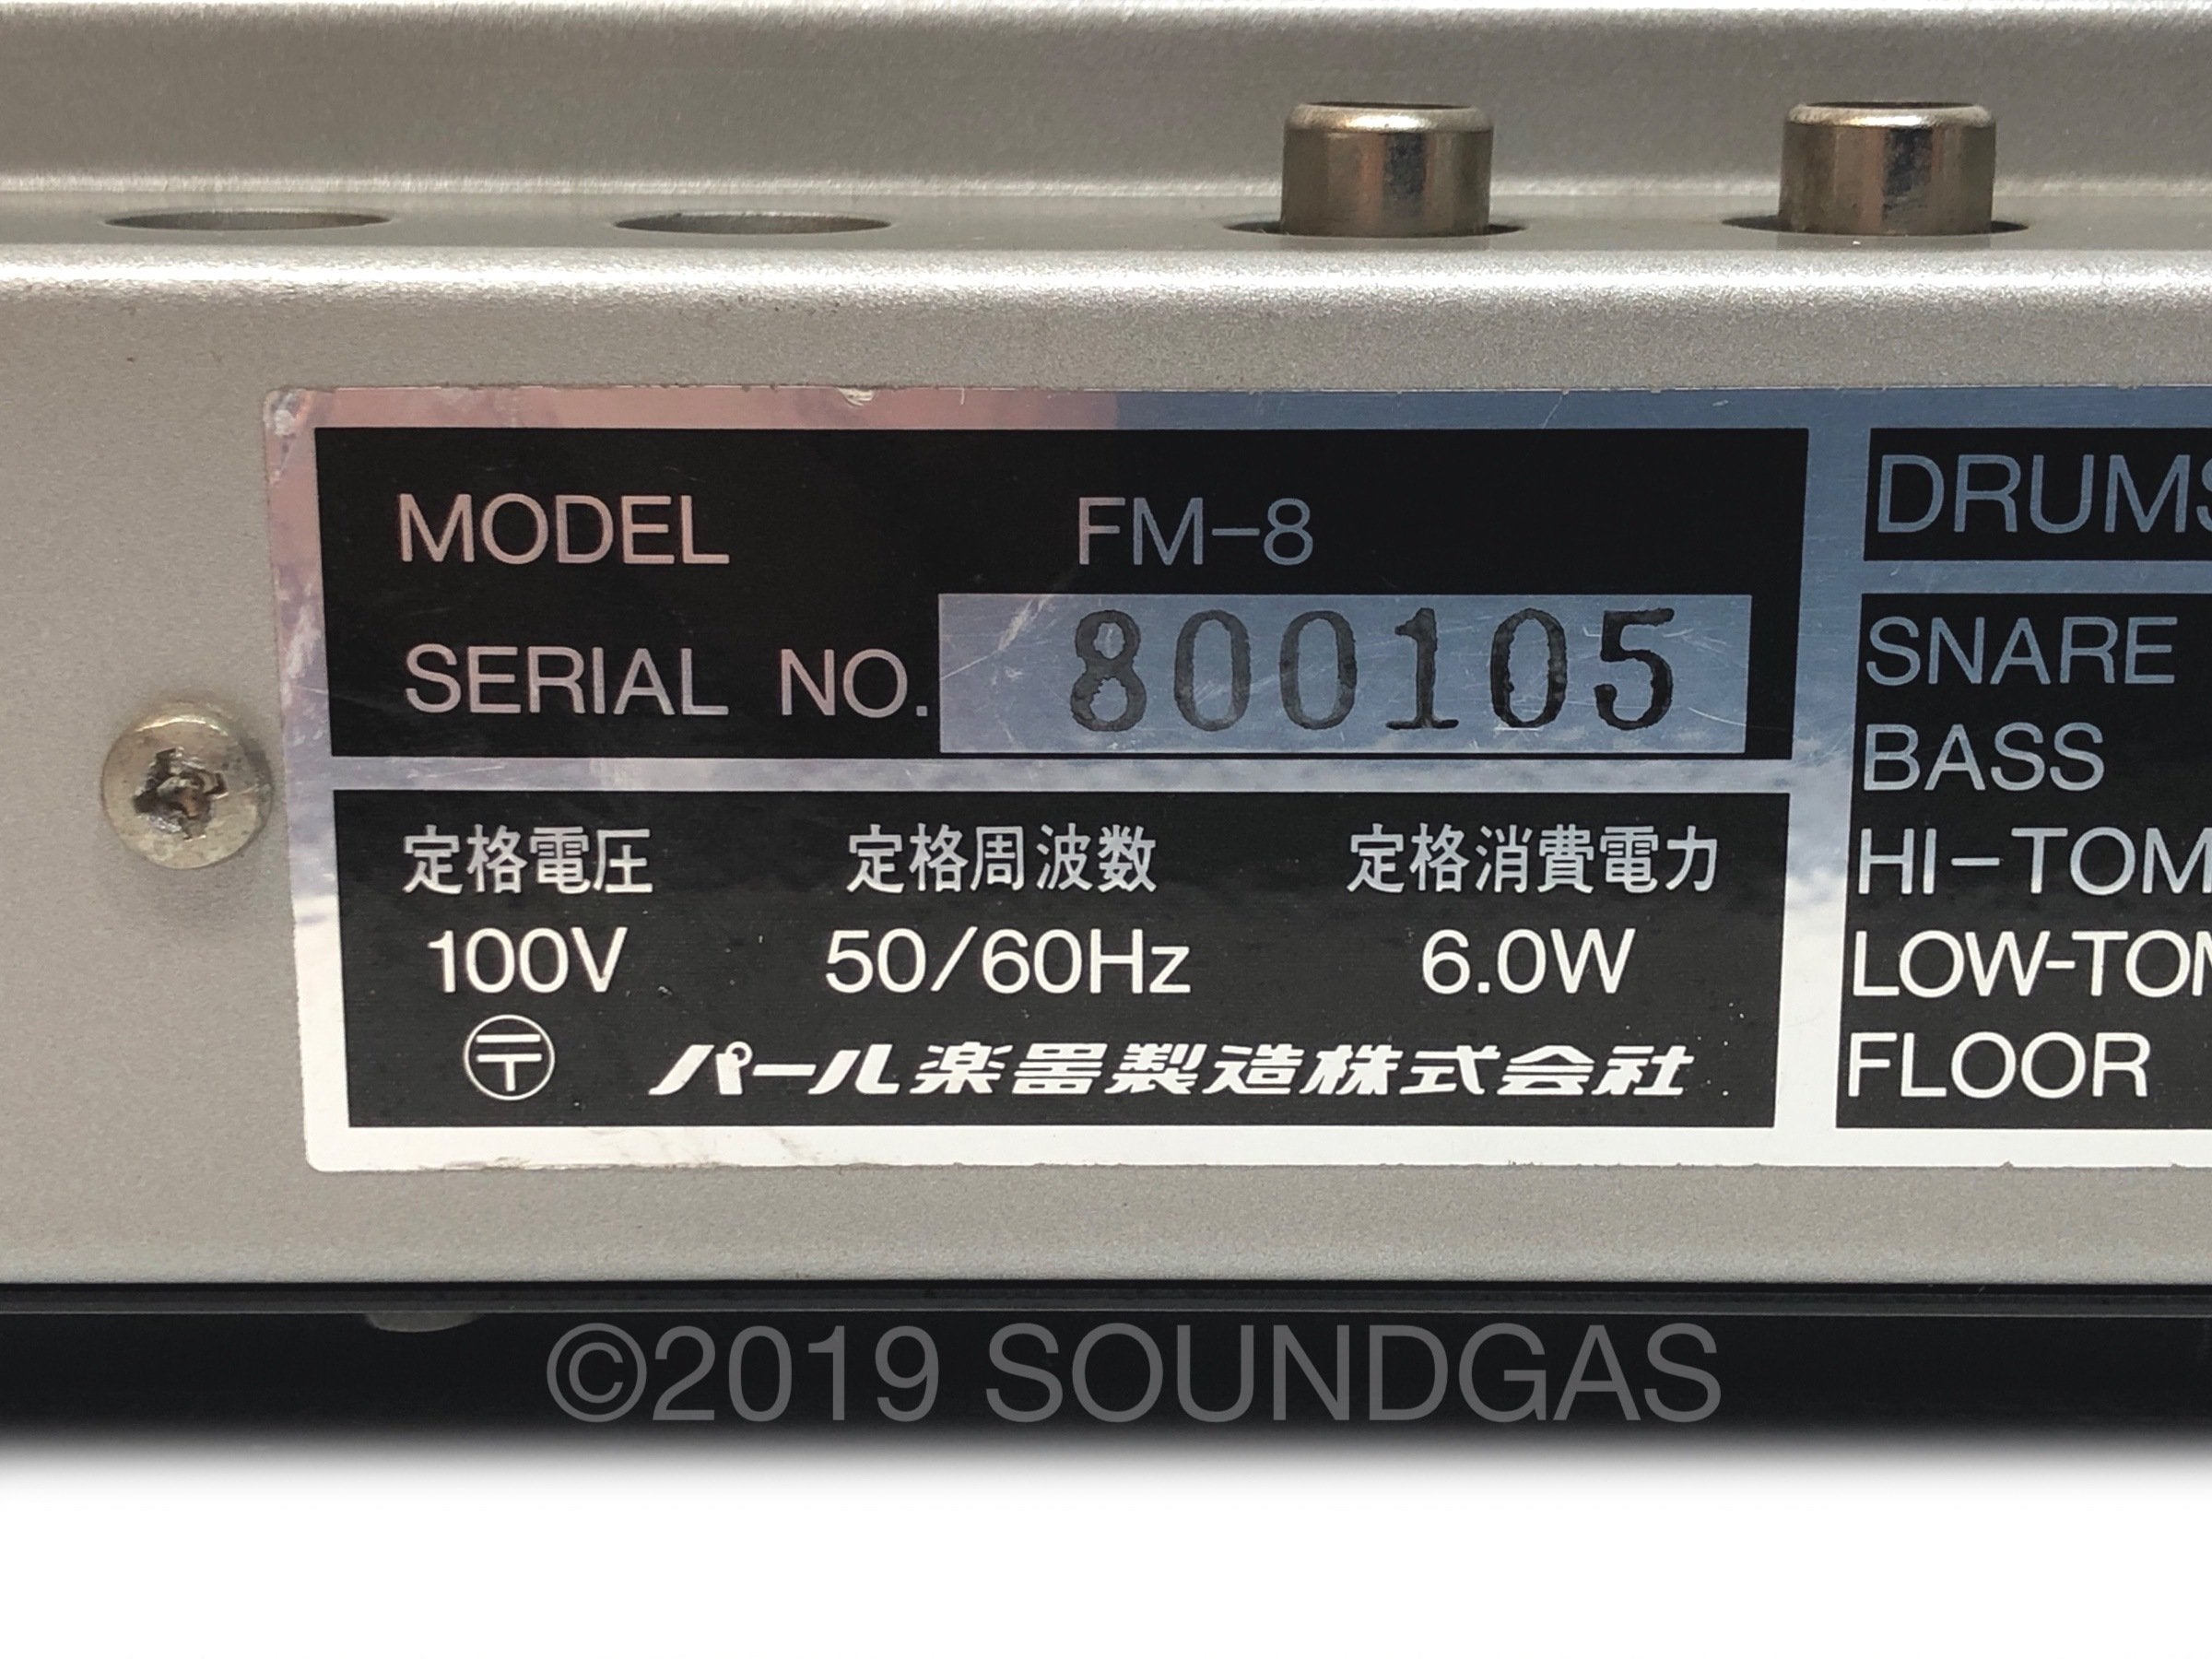 MODEL FM-8
SERIAL NO. 800105
定格電圧 定格周波数 定格消費電力
100V 50/60Hz 6.0W
〒 パール楽器製造株式会社
DRUMS
SNARE
BASS
HI-TOM
LOW-TOM
FLOOR
©2019 SOUNDGAS